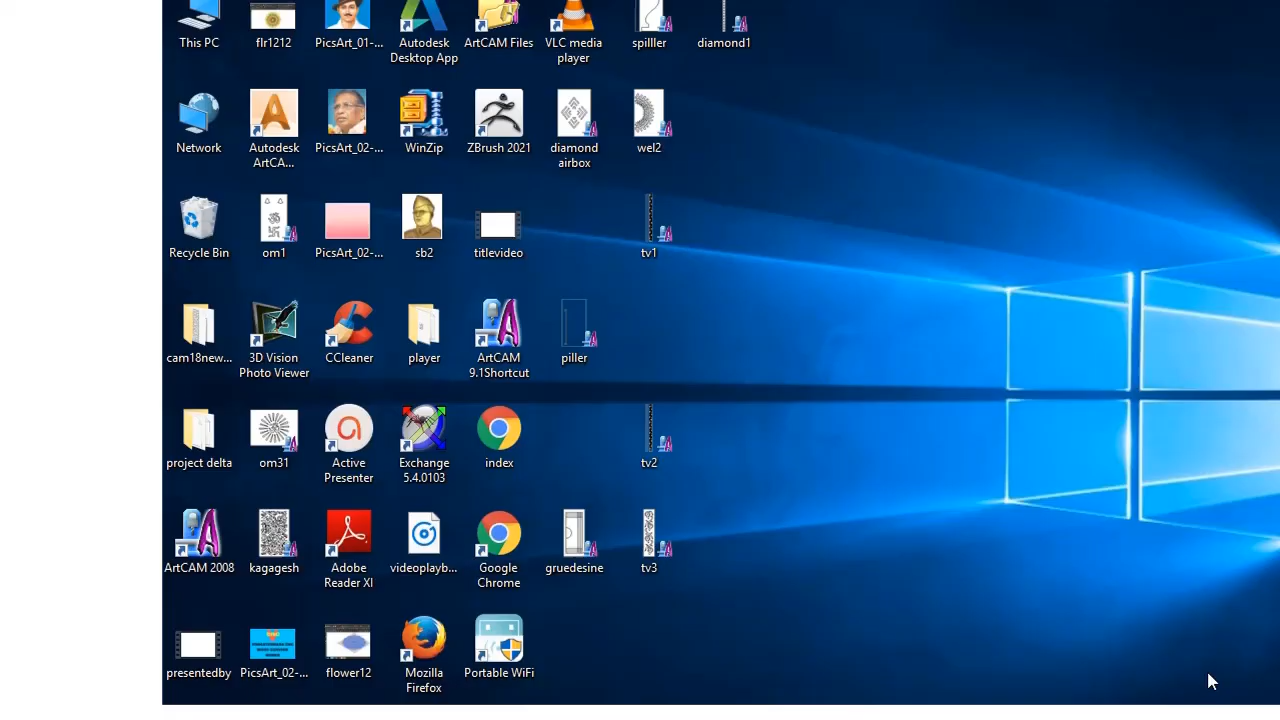 This PC
flr1212
PicsArt_01-...
Autodesk
Desktop App
ArtCAM Files
VLC media
player
spilller
diamond1
Network
Autodesk
ArtCA...
PicsArt_02-...
WinZip
ZBrush 2021
diamond
airbox
wel2
Recycle Bin
om1
PicsArt_02-...
sb2
titlevideo
tv1
cam18new...
3D Vision
Photo Viewer
CCleaner
player
ArtCAM
9.1Shortcut
piller
project delta
om31
Active
Presenter
Exchange
5.4.0103
index
tv2
ArtCAM 2008
kagagesh
Adobe
Reader XI
videoplayb...
Google
Chrome
gruedesine
tv3
presentedby
PicsArt_02-...
flower12
Mozilla
Firefox
Portable WiFi